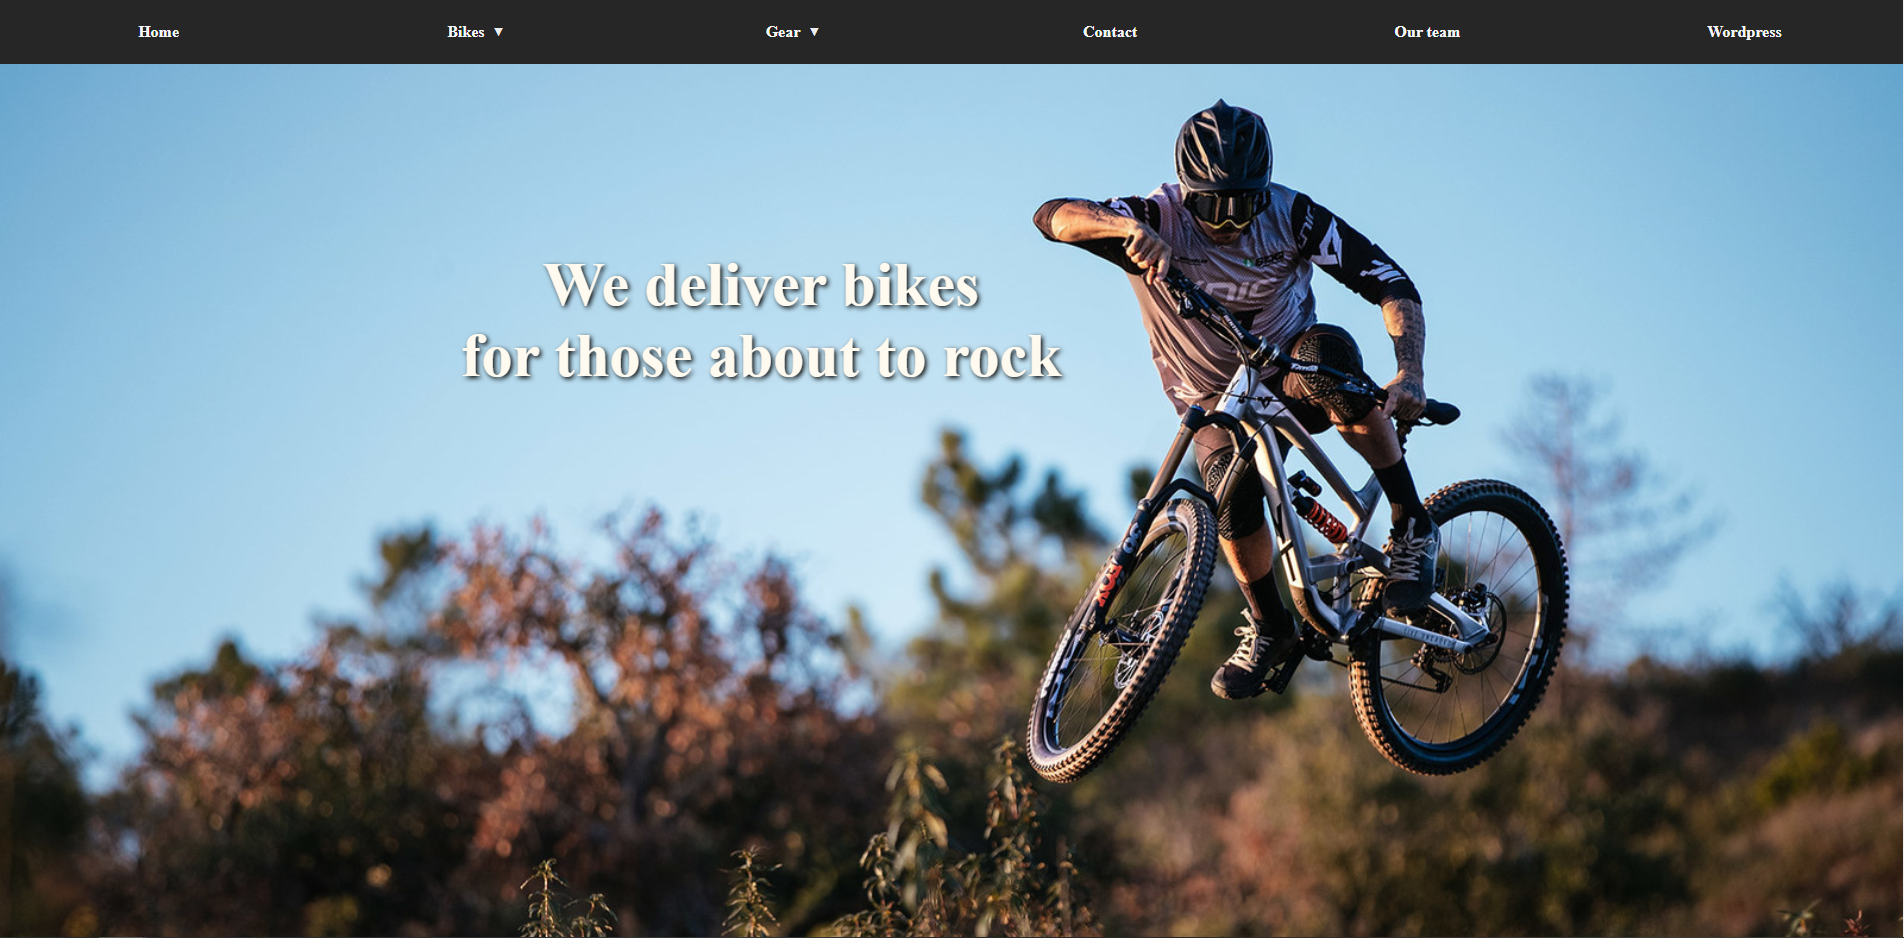 Home
Bikes ▼
Gear ▼
Contact
Our team
Wordpress
We deliver bikes
for those about to rock